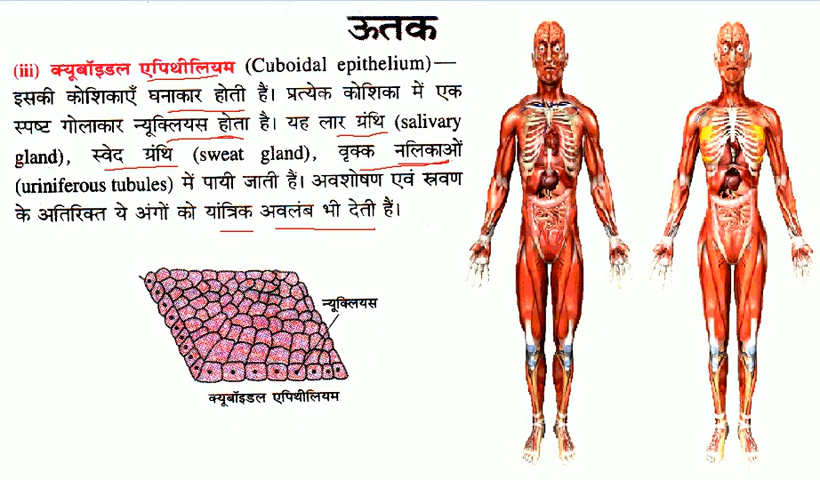 ऊतक
(iii) क्यूबॉइडल एपिथीलियम (Cuboidal epithelium)—
इसकी कोशिकाएँ घनाकार होती हैं। प्रत्येक कोशिका में एक
स्पष्ट गोलाकार न्यूक्लियस होता है। यह लार ग्रंथि (salivary
gland), स्वेद ग्रंथि (sweat gland), वृक्क नलिकाओं
(uriniferous tubules) में पायी जाती है। अवशोषण एवं स्रवण
के अतिरिक्त ये अंगों को यांत्रिक अवलंब भी देती हैं।
न्यूक्लियस
क्यूबॉइडल एपिथीलियम